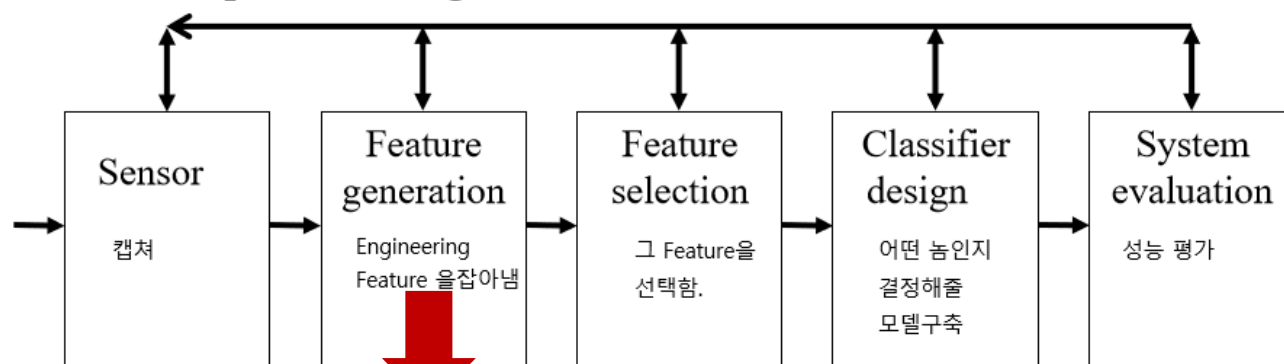 Sensor
캡쳐
Feature
generation
Engineering
Feature 을잡아냄
Feature
selection
그 Feature을
선택함.
Classifier
design
어떤 놈인지
결정해줄
모델구축
System
evaluation
성능 평가